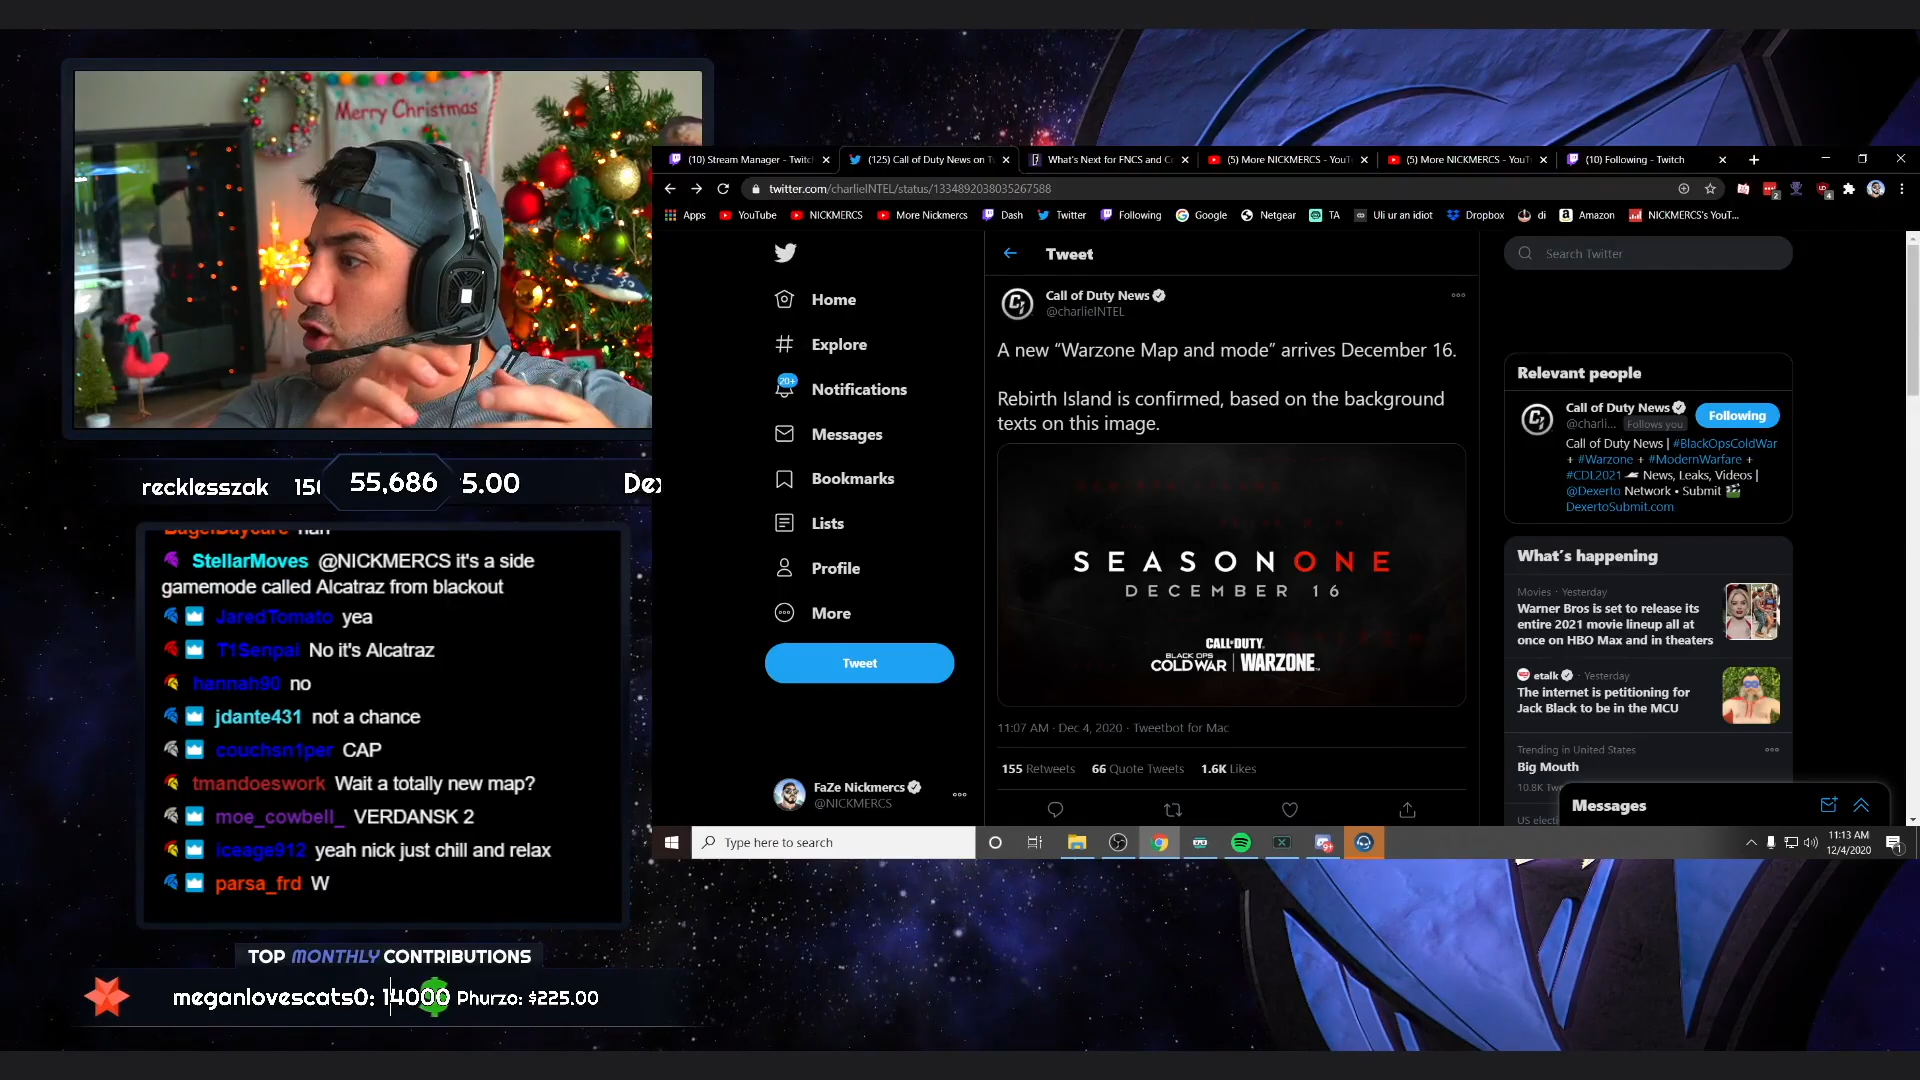 Merry Christmas
recklesszak 150
55,686
5.00
Dex
BagelDaycare nah
StellarMoves @NICKMERCS it's a side
gamemode called Alcatraz from blackout
JaredTomato yea
T1Senpai No it's Alcatraz
hannah90 no
jdante431 not a chance
couchsn1per CAP
tmandoeswork Wait a totally new map?
moe_cowbell_ VERDANSK 2
iceage912 yeah nick just chill and relax
parsa_frd W
TOP MONTHLY CONTRIBUTIONS
meganlovescats0: 14000 Phurzo: $225.00
(10) Stream Manager - Twitc
(125) Call of Duty News on T
What's Next for FNCS and C
(5) More NICKMERCS - YouT
(5) More NICKMERCS - YouT
(10) Following - Twitch
twitter.com/charlieINTEL/status/1334892038035267588
Apps YouTube NICKMERCS More Nickmercs Dash Twitter Following Google Netgear TA Uli ur an idiot Dropbox di Amazon NICKMERCS's YouT...
Home
Explore
20+
Notifications
Messages
Bookmarks
Lists
Profile
More
Tweet
FaZe Nickmercs
@NICKMERCS
Tweet
Call of Duty News
@charlieINTEL
A new “Warzone Map and mode” arrives December 16.
Rebirth Island is confirmed, based on the background
texts on this image.
SEASON ONE
DECEMBER 16
CALL OF DUTY
BLACK OPS
COLD WAR | WARZONE
11:07 AM · Dec 4, 2020 · Tweetbot for Mac
155 Retweets 66 Quote Tweets 1.6K Likes
Search Twitter
Relevant people
Call of Duty News
@charli... Follows you
Following
Call of Duty News | #BlackOpsColdWar
+ #Warzone + #ModernWarfare +
#CDL2021 News, Leaks, Videos |
@Dexerto Network • Submit
DexertoSubmit.com
What's happening
Movies · Yesterday
Warner Bros is set to release its
entire 2021 movie lineup all at
once on HBO Max and in theaters
etalk · Yesterday
The internet is petitioning for
Jack Black to be in the MCU
Trending in United States
Big Mouth
10.8K Twe
US electi
Messages
Type here to search
11:13 AM
12/4/2020